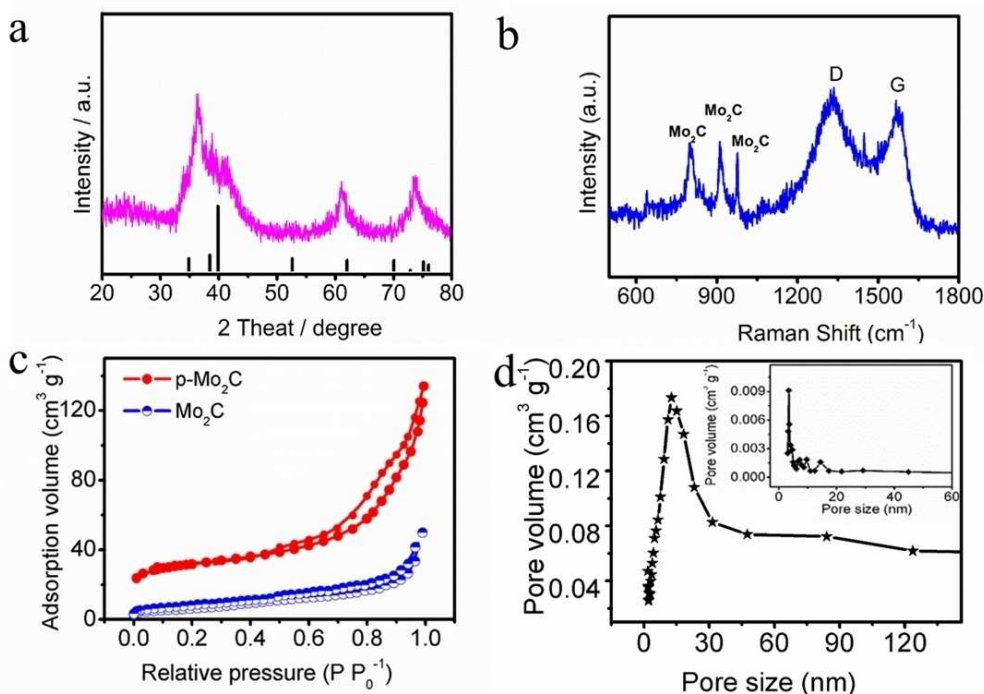 a
Intensity / a.u.
20 30 40 50 60 70 80
2 Theat / degree
b
Intensity (a.u.)
Mo2C
Mo2C
Mo2C
D
G
600 900 1200 1500 1800
Raman Shift (cm-1)
c
Adsorption volume (cm3 g-1)
120
80
40
0
p-Mo2C
Mo2C
0.0 0.2 0.4 0.6 0.8 1.0
Relative pressure (P P0-1)
d
Pore volume (cm3 g-1)
0.20
0.16
0.12
0.08
0.04
0 30 60 90 120
Pore size (nm)
Pore volume (cm3 g-1)
0.009
0.006
0.003
0.000
0 10 20 30 40 50 60
Pore size (nm)